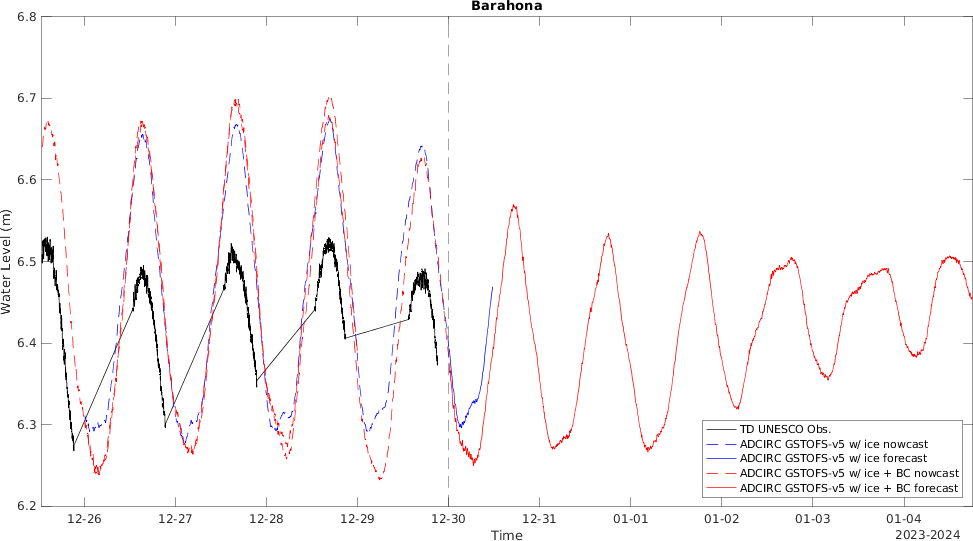 Barahona
Water Level (m)
6.8
6.7
6.6
6.5
6.4
6.3
6.2
TD UNESCO Obs.
ADCIRC GSTOFS-v5 w/ ice nowcast
ADCIRC GSTOFS-v5 w/ ice forecast
ADCIRC GSTOFS-v5 w/ ice + BC nowcast
ADCIRC GSTOFS-v5 w/ ice + BC forecast
12-26 12-27 12-28 12-29 12-30 12-31 01-01 01-02 01-03 01-04
Time
2023-2024